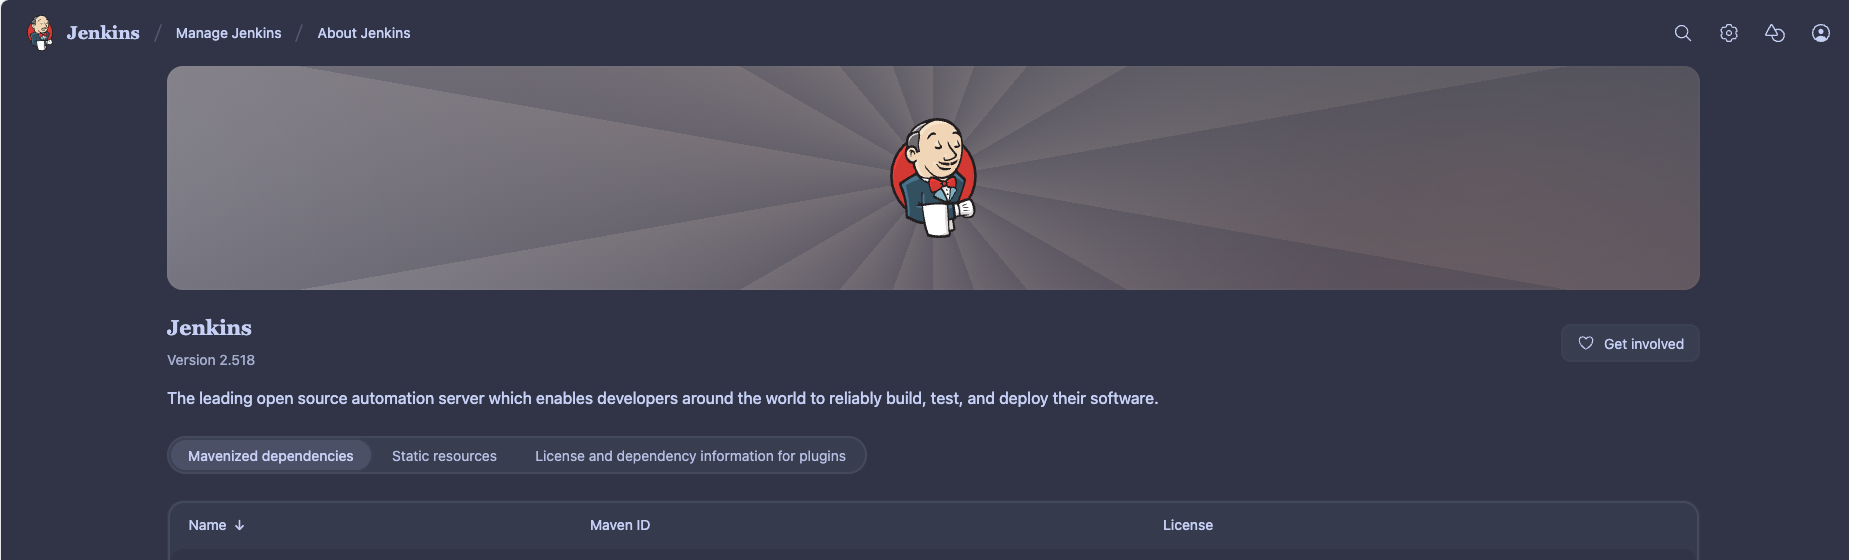 Jenkins / Manage Jenkins / About Jenkins
Jenkins
Get involved
Version 2.518
The leading open source automation server which enables developers around the world to reliably build, test, and deploy their software.
Mavenized dependencies Static resources License and dependency information for plugins
Name ↓ Maven ID License